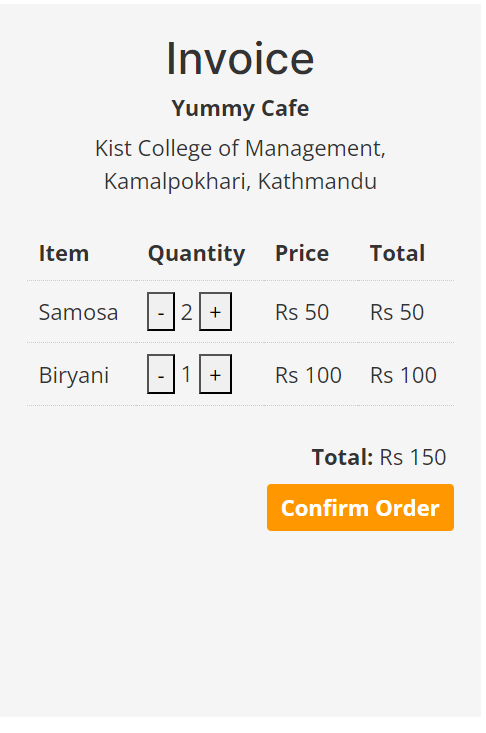 Invoice
Yummy Cafe
Kist College of Management,
Kamalpokhari, Kathmandu
Item Quantity Price Total
Samosa - 2 + Rs 50 Rs 50
Biryani - 1 + Rs 100 Rs 100
Total: Rs 150
Confirm Order